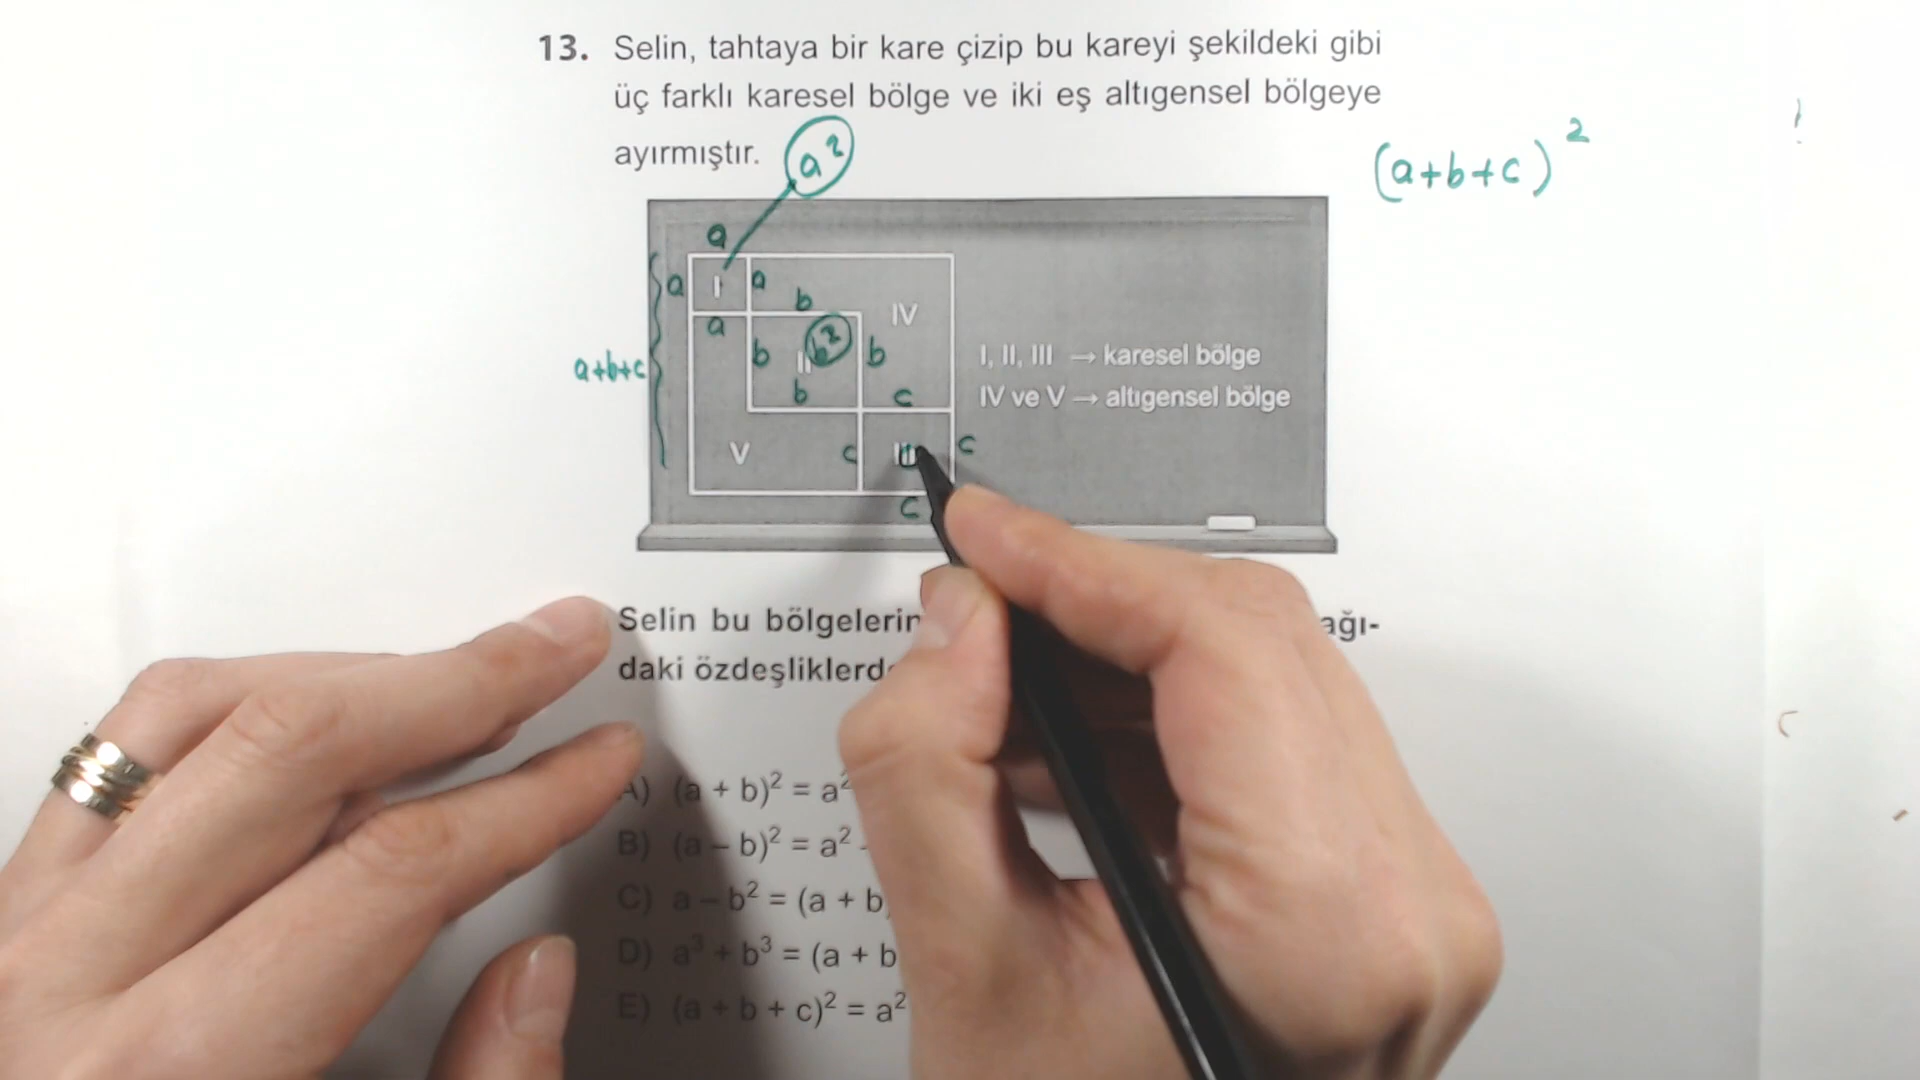 13. Selin, tahtaya bir kare çizip bu kareyi şekildeki gibi
üç farklı karesel bölge ve iki eş altıgensel bölgeye
ayırmıştır.
a²
(a+b+c)²
a
a I a
b
IV
a
b II b² b
I, II, III → karesel bölge
a+b+c
b
c
IV ve V → altıgensel bölge
V
c
c
c
Selin bu bölgelerin
daki özdeşliklerd
A) (a + b)² = a²
B) (a – b)² = a² -
C) a – b² = (a + b
D) a³ + b³ = (a + b
E) (a + b + c)² = a²